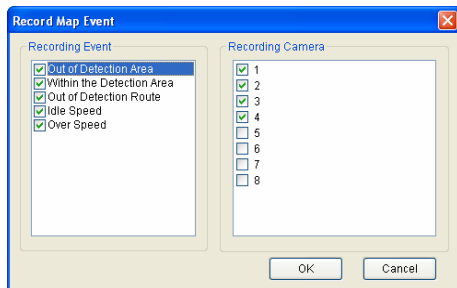 Record Map Event
Recording Event
Out of Detection Area
Within the Detection Area
Out of Detection Route
Idle Speed
Over Speed
Recording Camera
1
2
3
4
5
6
7
8
OK
Cancel